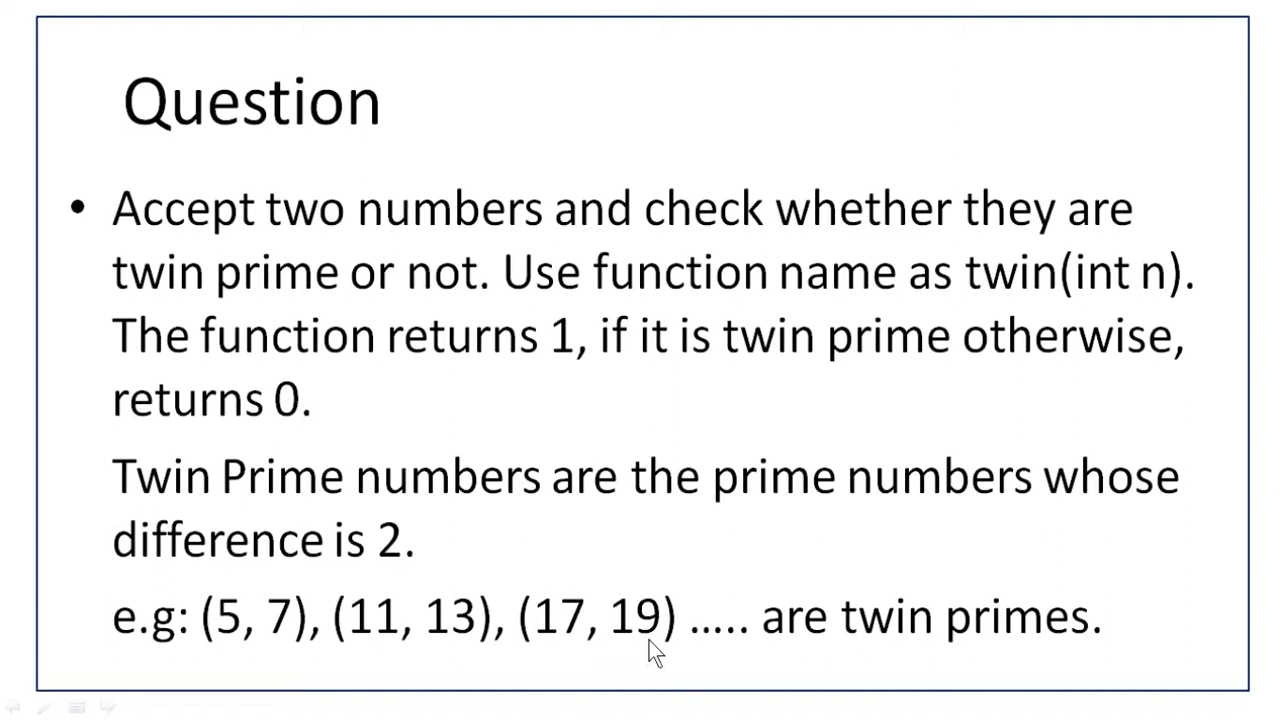 Question
• Accept two numbers and check whether they are
twin prime or not. Use function name as twin(int n).
The function returns 1, if it is twin prime otherwise,
returns 0.
Twin Prime numbers are the prime numbers whose
difference is 2.
e.g: (5, 7), (11, 13), (17, 19) ..... are twin primes.